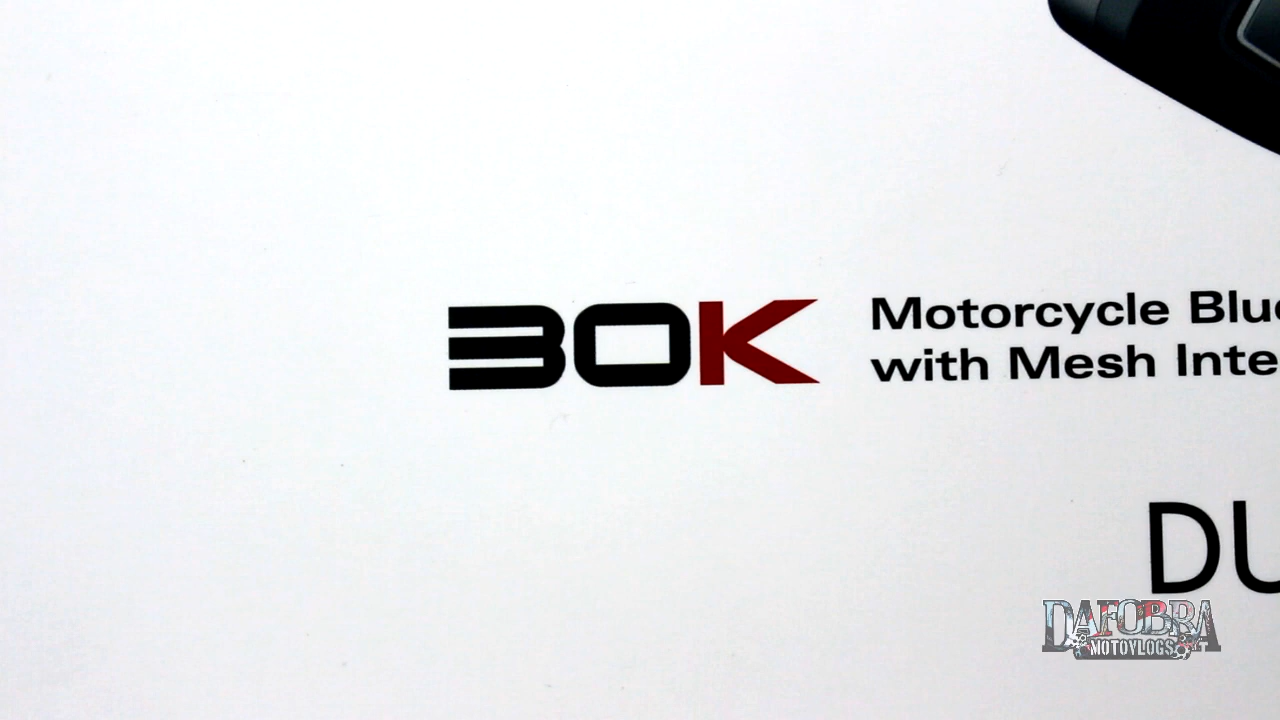 30K
Motorcycle Blue
with Mesh Inte
DU
DAFOBRA
MOTOVLOGS